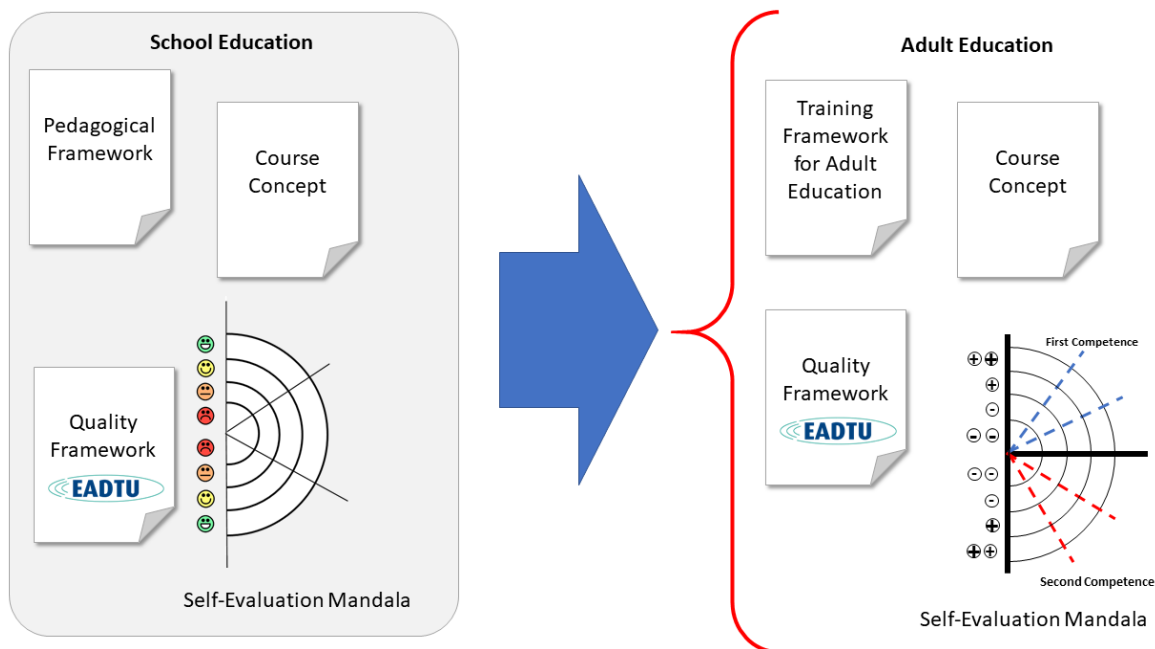 School Education
Pedagogical
Framework
Course
Concept
Quality
Framework
EADTU
Self-Evaluation Mandala
Adult Education
Training
Framework
for Adult
Education
Course
Concept
Quality
Framework
EADTU
First Competence
Second Competence
Self-Evaluation Mandala